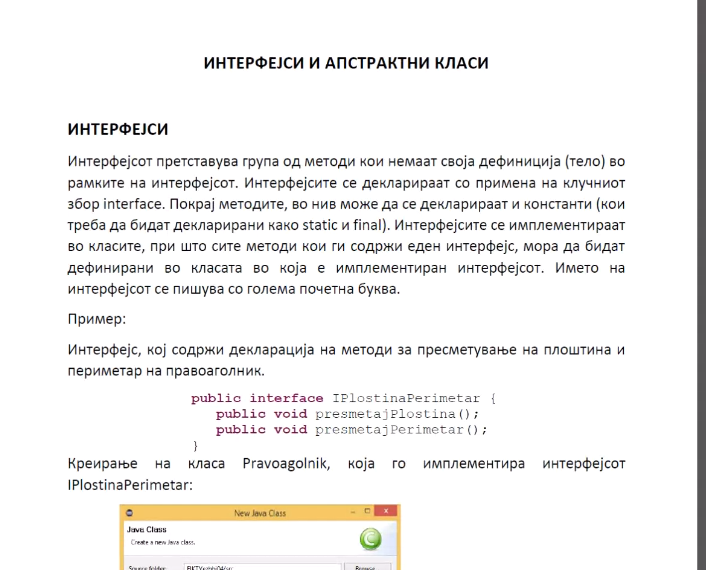 ИНТЕРФЕЈСИ И АПСТРАКТНИ КЛАСИ
ИНТЕРФЕЈСИ
Интерфејсот претставува група од методи кои немаат своја дефиниција (тело) во
рамките на интерфејсот. Интерфејсите се декларираат со примена на клучниот
збор interface. Покрај методите, во нив може да се декларираат и константи (кои
треба да бидат декларирани како static и final). Интерфејсите се имплементираат
во класите, при што сите методи кои ги содржи еден интерфејс, мора да бидат
дефинирани во класата во која е имплементиран интерфејсот. Името на
интерфејсот се пишува со голема почетна буква.
Пример:
Интерфејс, кој содржи декларација на методи за пресметување на плоштина и
периметар на правоаголник.
public interface IPlostinaPerimetar {
public void presmetajPlostina();
public void presmetajPerimetar();
}
Креирање на класа Pravoagolnik, која го имплементира интерфејсот
IPlostinaPerimetar:
New Java Class
Java Class
Create a new Java class.
Source folder:
Browse...